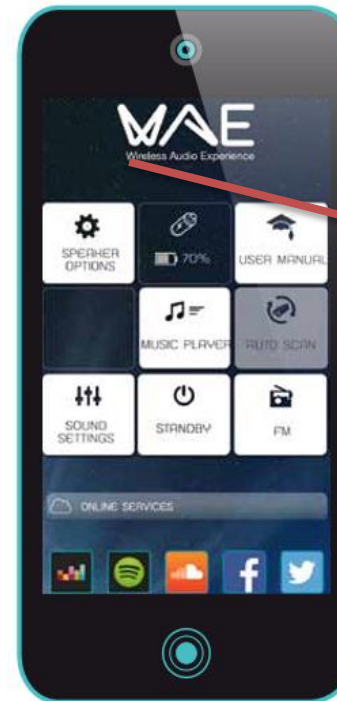 WAE
Wireless Audio Experience
SPEAKER
OPTIONS
70%
USER MANUAL
MUSIC PLAYER
AUTO SCAN
SOUND
SETTINGS
STANDBY
FM
ONLINE SERVICES